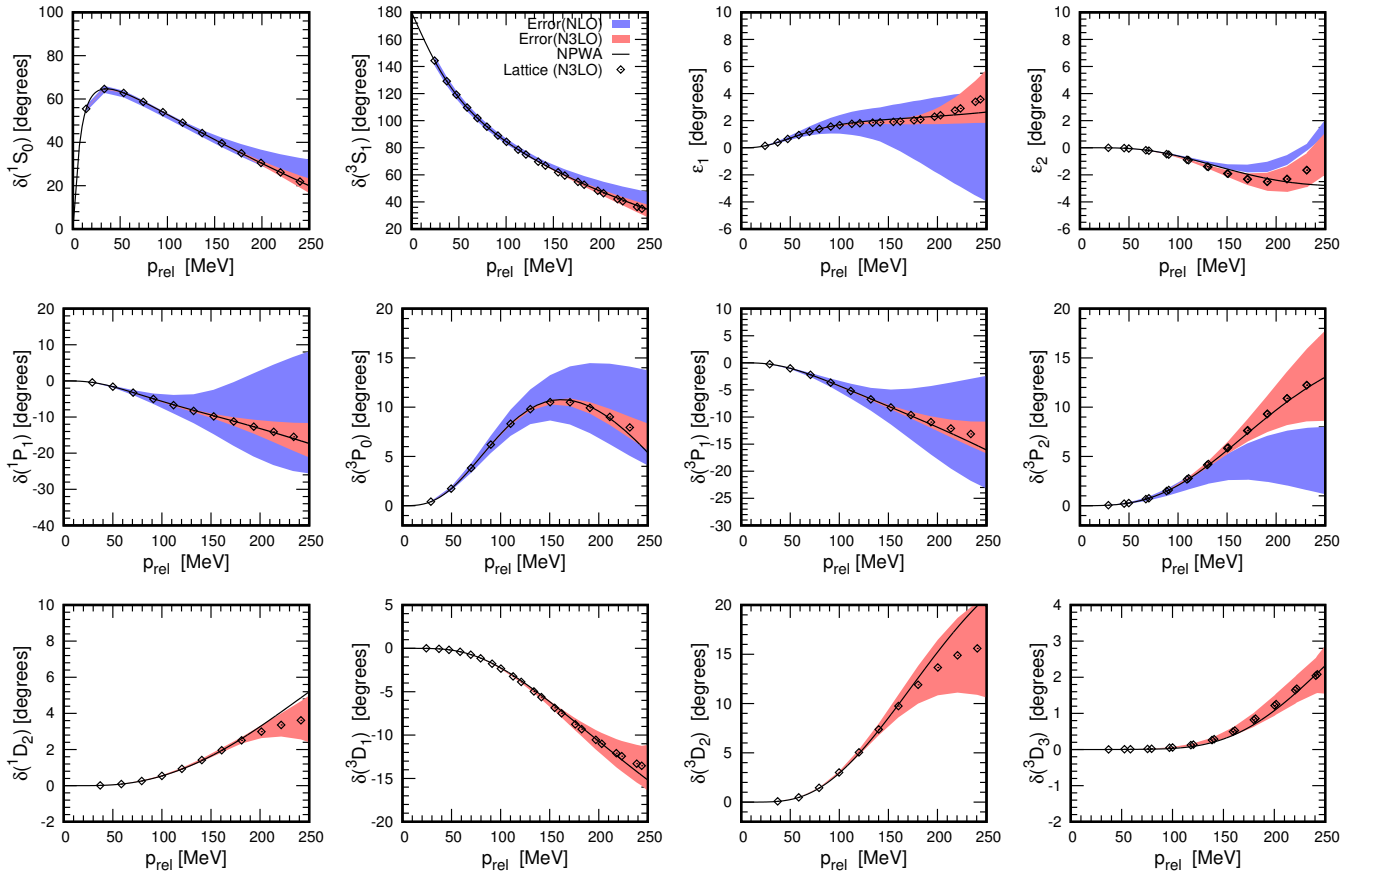 100
80
60
40
20
0
0 50 100 150 200 250
δ(¹S₀) [degrees]
p_rel [MeV]
180
160
140
120
100
80
60
40
20
0 50 100 150 200 250
δ(³S₁) [degrees]
p_rel [MeV]
Error(NLO)
Error(N3LO)
NPWA
Lattice (N3LO)
10
8
6
4
2
0
-2
-4
-6
0 50 100 150 200 250
ε₁ [degrees]
p_rel [MeV]
10
8
6
4
2
0
-2
-4
-6
0 50 100 150 200 250
ε₂ [degrees]
p_rel [MeV]
20
10
0
-10
-20
-30
-40
0 50 100 150 200 250
δ(¹P₁) [degrees]
p_rel [MeV]
20
15
10
5
0
0 50 100 150 200 250
δ(³P₀) [degrees]
p_rel [MeV]
10
5
0
-5
-10
-15
-20
-25
-30
0 50 100 150 200 250
δ(³P₁) [degrees]
p_rel [MeV]
20
15
10
5
0
0 50 100 150 200 250
δ(³P₂) [degrees]
p_rel [MeV]
10
8
6
4
2
0
-2
0 50 100 150 200 250
δ(¹D₂) [degrees]
p_rel [MeV]
5
0
-5
-10
-15
-20
0 50 100 150 200 250
δ(³D₁) [degrees]
p_rel [MeV]
20
15
10
5
0
0 50 100 150 200 250
δ(³D₂) [degrees]
p_rel [MeV]
4
3
2
1
0
-1
-2
0 50 100 150 200 250
δ(³D₃) [degrees]
p_rel [MeV]